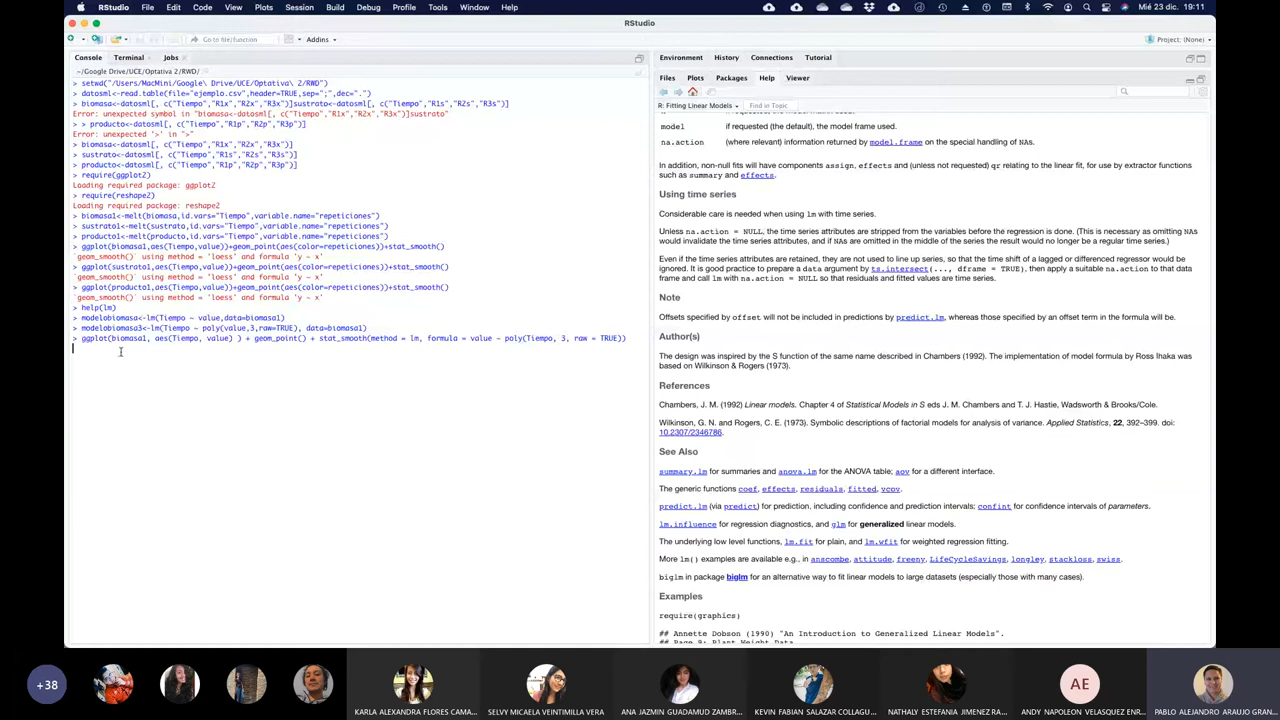 RStudio File Edit Code View Plots Session Build Debug Profile Tools Window Help Mié 23 dic. 19:11
RStudio
Go to file/function Addins Project: (None)
Console Terminal Jobs
~/Google Drive/UCE/Optativa 2/RWD/
> setwd("/Users/MacMini/Google\ Drive/UCE/Optativa\ 2/RWD")
> datosml<-read.table(file="ejemplo.csv",header=TRUE,sep=";",dec=".")
> biomasa<-datosml[, c("Tiempo","R1x","R2x","R3x")]sustrato<-datosml[, c("Tiempo","R1s","R2s","R3s")]
Error: unexpected symbol in "biomasa<-datosml[, c("Tiempo","R1x","R2x","R3x")]sustrato"
> > producto<-datosml[, c("Tiempo","R1p","R2p","R3p")]
Error: unexpected '>' in ">"
> biomasa<-datosml[, c("Tiempo","R1x","R2x","R3x")]
> sustrato<-datosml[, c("Tiempo","R1s","R2s","R3s")]
> producto<-datosml[, c("Tiempo","R1p","R2p","R3p")]
> require(ggplot2)
Loading required package: ggplot2
> require(reshape2)
Loading required package: reshape2
> biomasa1<-melt(biomasa,id.vars="Tiempo",variable.name="repeticiones")
> sustrato1<-melt(sustrato,id.vars="Tiempo",variable.name="repeticiones")
> producto1<-melt(producto,id.vars="Tiempo",variable.name="repeticiones")
> ggplot(biomasa1,aes(Tiempo,value))+geom_point(aes(color=repeticiones))+stat_smooth()
`geom_smooth()` using method = 'loess' and formula 'y ~ x'
> ggplot(sustrato1,aes(Tiempo,value))+geom_point(aes(color=repeticiones))+stat_smooth()
`geom_smooth()` using method = 'loess' and formula 'y ~ x'
> ggplot(producto1,aes(Tiempo,value))+geom_point(aes(color=repeticiones))+stat_smooth()
`geom_smooth()` using method = 'loess' and formula 'y ~ x'
> help(lm)
> modelobiomasa<-lm(Tiempo ~ value,data=biomasa1)
> modelobiomasa3<-lm(Tiempo ~ poly(value,3,raw=TRUE), data=biomasa1)
> ggplot(biomasa1, aes(Tiempo, value) ) + geom_point() + stat_smooth(method = lm, formula = value ~ poly(Tiempo, 3, raw = TRUE))
Environment History Connections Tutorial
Files Plots Packages Help Viewer
R: Fitting Linear Models Find in Topic
model if requested (the default), the model frame used.
na.action (where relevant) information returned by model.frame on the special handling of NAs.
In addition, non-null fits will have components assign, effects and (unless not requested) qr relating to the linear fit, for use by extractor functions
such as summary and effects.
Using time series
Considerable care is needed when using lm with time series.
Unless na.action = NULL, the time series attributes are stripped from the variables before the regression is done. (This is necessary as omitting NAs
would invalidate the time series attributes, and if NAs are omitted in the middle of the series the result would no longer be a regular time series.)
Even if the time series attributes are retained, they are not used to line up series, so that the time shift of a lagged or differenced regressor would be
ignored. It is good practice to prepare a data argument by ts.intersect(..., dframe = TRUE), then apply a suitable na.action to that data
frame and call lm with na.action = NULL so that residuals and fitted values are time series.
Note
Offsets specified by offset will not be included in predictions by predict.lm, whereas those specified by an offset term in the formula will be.
Author(s)
The design was inspired by the S function of the same name described in Chambers (1992). The implementation of model formula by Ross Ihaka was
based on Wilkinson & Rogers (1973).
References
Chambers, J. M. (1992) Linear models. Chapter 4 of Statistical Models in S eds J. M. Chambers and T. J. Hastie, Wadsworth & Brooks/Cole.
Wilkinson, G. N. and Rogers, C. E. (1973). Symbolic descriptions of factorial models for analysis of variance. Applied Statistics, 22, 392–399. doi:
10.2307/2346786.
See Also
summary.lm for summaries and anova.lm for the ANOVA table; aov for a different interface.
The generic functions coef, effects, residuals, fitted, vcov.
predict.lm (via predict) for prediction, including confidence and prediction intervals; confint for confidence intervals of parameters.
lm.influence for regression diagnostics, and glm for generalized linear models.
The underlying low level functions, lm.fit for plain, and lm.wfit for weighted regression fitting.
More lm() examples are available e.g., in anscombe, attitude, freeny, LifeCycleSavings, longley, stackloss, swiss.
biglm in package biglm for an alternative way to fit linear models to large datasets (especially those with many cases).
Examples
require(graphics)
## Annette Dobson (1990) "An Introduction to Generalized Linear Models".
## Page 9: Plant Weight Data.
+38
AE
KARLA ALEXANDRA FLORES CAMA...
SELVY MICAELA VEINTIMILLA VERA
ANA JAZMIN GUADAMUD ZAMBR...
KEVIN FABIAN SALAZAR COLLAGU...
NATHALY ESTEFANIA JIMENEZ RA...
ANDY NAPOLEON VELASQUEZ ENR...
PABLO ALEJANDRO ARAUJO GRAN...